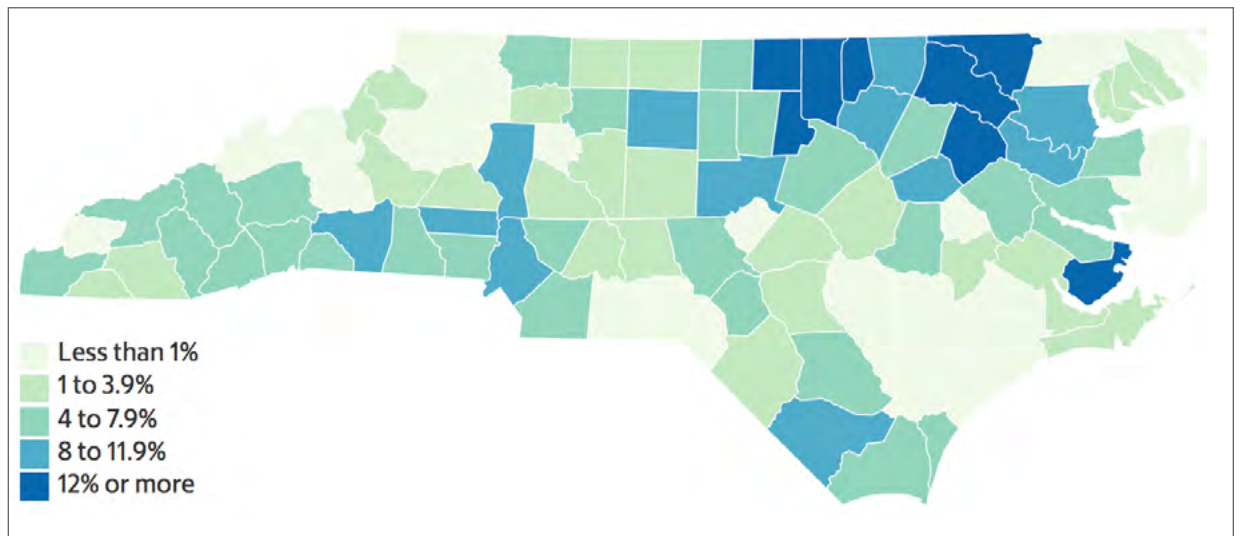 Less than 1%
1 to 3.9%
4 to 7.9%
8 to 11.9%
12% or more